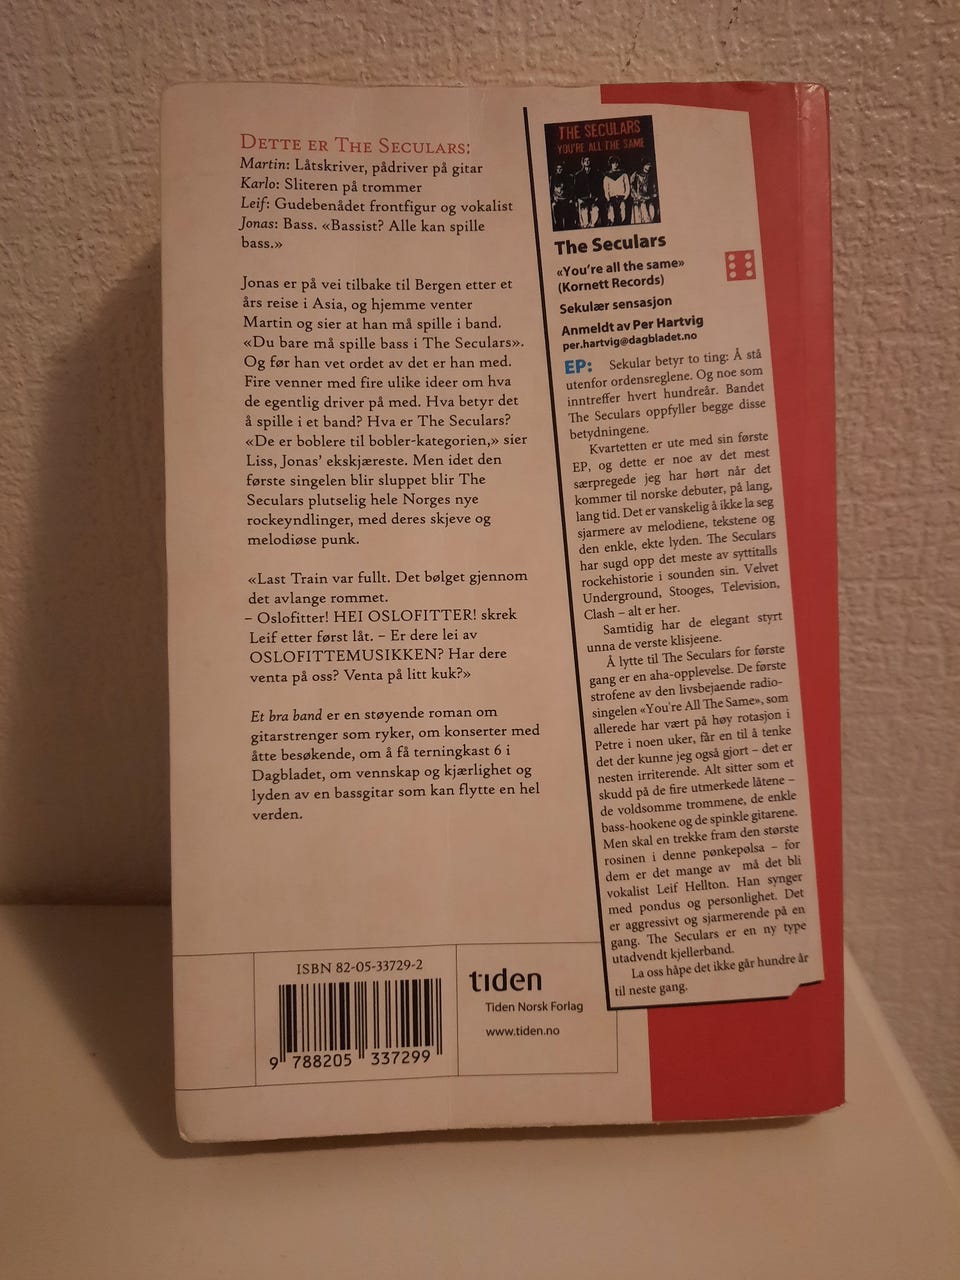 DETTE ER THE SECULARS:
Martin: Låtskriver, pådriver på gitar
Karlo: Sliteren på trommer
Leif: Gudebenådet frontfigur og vokalist
Jonas: Bass. «Bassist? Alle kan spille
bass.»
Jonas er på vei tilbake til Bergen etter et
års reise i Asia, og hjemme venter
Martin og sier at han må spille i band.
«Du bare må spille bass i The Seculars».
Og før han vet ordet av det er han med.
Fire venner med fire ulike ideer om hva
de egentlig driver på med. Hva betyr det
å spille i et band? Hva er The Seculars?
«De er boblere til bobler-kategorien,» sier
Liss, Jonas’ ekskjæreste. Men idet den
første singelen blir sluppet blir The
Seculars plutselig hele Norges nye
rockeyndlinger, med deres skjeve og
melodiøse punk.
«Last Train var fullt. Det bølget gjennom
det avlange rommet.
– Oslofitter! HEI OSLOFITTER! skrek
Leif etter først låt. – Er dere lei av
OSLOFITTEMUSIKKEN? Har dere
venta på oss? Venta på litt kuk?»
Et bra band er en støyende roman om
gitarstrenger som ryker, om konserter med
åtte besøkende, om å få terningkast 6 i
Dagbladet, om vennskap og kjærlighet og
lyden av en bassgitar som kan flytte en hel
verden.
ISBN 82-05-33729-2
9 788205 337299
tiden
Tiden Norsk Forlag
www.tiden.no
THE SECULARS
YOU'RE ALL THE SAME
The Seculars
«You're all the same»
(Kornett Records)
Sekulær sensasjon
Anmeldt av Per Hartvig
per.hartvig@dagbladet.no
EP: Sekular betyr to ting: Å stå
utenfor ordensreglene. Og noe som
inntreffer hvert hundreår. Bandet
The Seculars oppfyller begge disse
betydningene.
Kvartetten er ute med sin første
EP, og dette er noe av det mest
særpregede jeg har hørt når det
kommer til norske debuter, på lang,
lang tid. Det er vanskelig å ikke la seg
sjarmere av melodiene, tekstene og
den enkle, ekte lyden. The Seculars
har sugd opp det meste av syttitalls
rockehistorie i sounden sin. Velvet
Underground, Stooges, Television,
Clash – alt er her.
Samtidig har de elegant styrt
unna de verste klisjeene.
Å lytte til The Seculars for første
gang er en aha-opplevelse. De første
strofene av den livsbejaende radio-
singelen «You're All The Same», som
allerede har vært på høy rotasjon i
Petre i noen uker, får en til å tenke
det der kunne jeg også gjort – det er
nesten irriterende. Alt sitter som et
skudd på de fire utmerkede låtene –
de voldsomme trommene, de enkle
bass-hookene og de spinkle gitarene.
Men skal en trekke fram den største
rosinen i denne pønkepølsa – for
dem er det mange av må det bli
vokalist Leif Hellton. Han synger
med pondus og personlighet. Det
er aggressivt og sjarmerende på en
gang. The Seculars er en ny type
utadvendt kjellerband.
La oss håpe det ikke går hundre år
til neste gang.